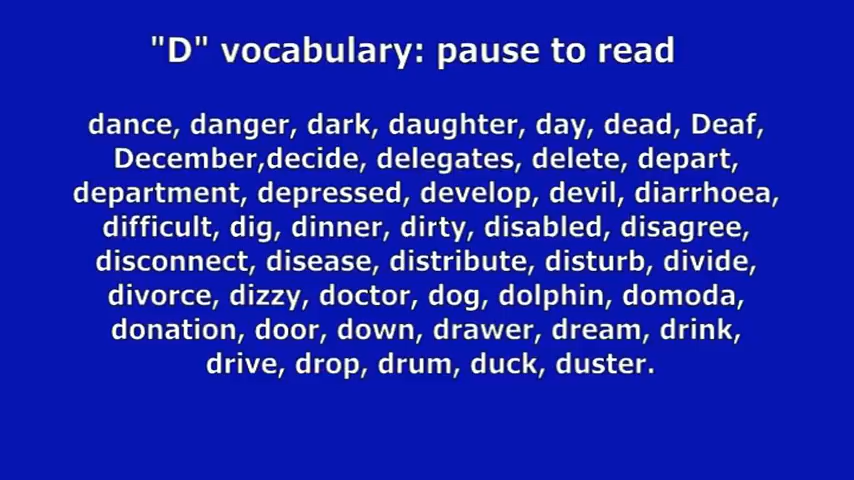 "D" vocabulary: pause to read
dance, danger, dark, daughter, day, dead, Deaf,
December,decide, delegates, delete, depart,
department, depressed, develop, devil, diarrhoea,
difficult, dig, dinner, dirty, disabled, disagree,
disconnect, disease, distribute, disturb, divide,
divorce, dizzy, doctor, dog, dolphin, domoda,
donation, door, down, drawer, dream, drink,
drive, drop, drum, duck, duster.